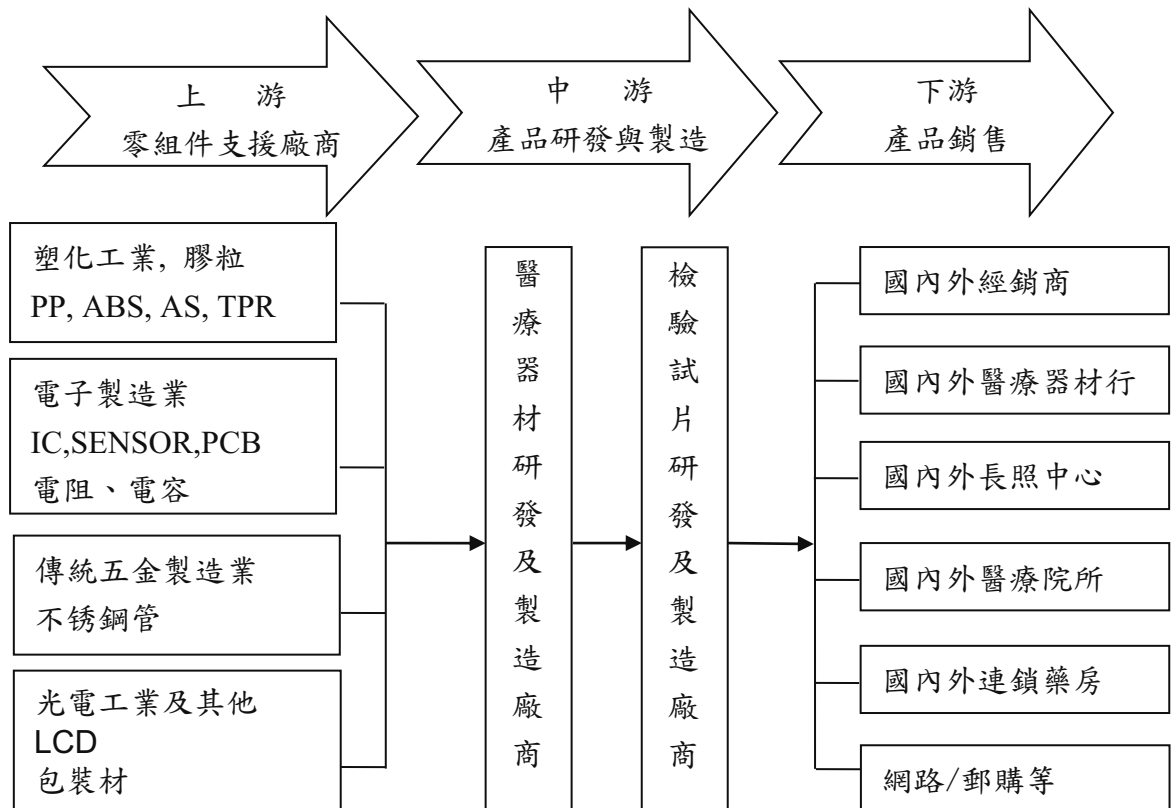 上 游
零組件支援廠商
中 游
產品研發與製造
下游
產品銷售
塑化工業, 膠粒
PP, ABS, AS, TPR
電子製造業
IC,SENSOR,PCB
電阻、電容
傳統五金製造業
不锈鋼管
光電工業及其他
LCD
包裝材
醫療器材研發及製造廠商
檢驗試片研發及製造廠商
國內外經銷商
國內外醫療器材行
國內外長照中心
國內外醫療院所
國內外連鎖藥房
網路/郵購等